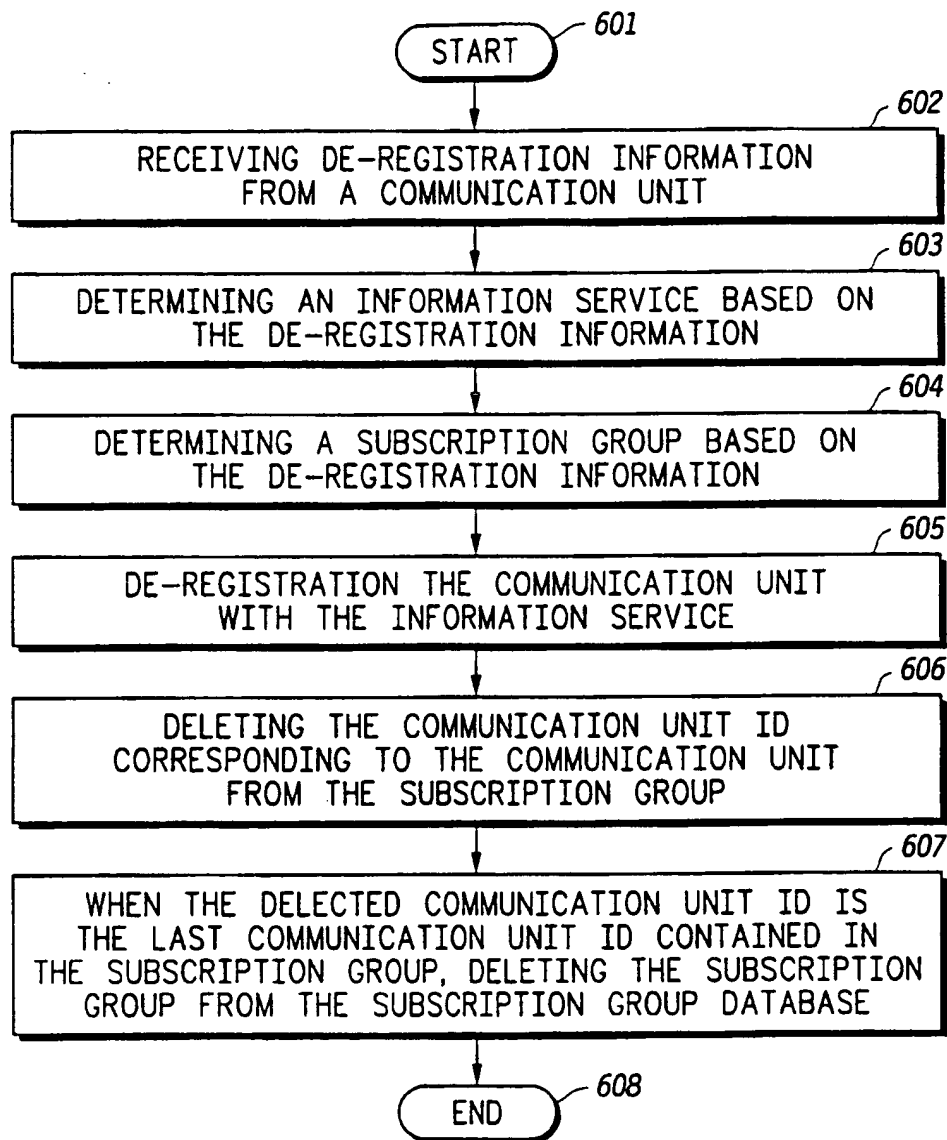 START
601
602
RECEIVING DE-REGISTRATION INFORMATION
FROM A COMMUNICATION UNIT
603
DETERMINING AN INFORMATION SERVICE BASED ON
THE DE-REGISTRATION INFORMATION
604
DETERMINING A SUBSCRIPTION GROUP BASED ON
THE DE-REGISTRATION INFORMATION
605
DE-REGISTRATION THE COMMUNICATION UNIT
WITH THE INFORMATION SERVICE
606
DELETING THE COMMUNICATION UNIT ID
CORRESPONDING TO THE COMMUNICATION UNIT
FROM THE SUBSCRIPTION GROUP
607
WHEN THE DELECTED COMMUNICATION UNIT ID IS
THE LAST COMMUNICATION UNIT ID CONTAINED IN
THE SUBSCRIPTION GROUP, DELETING THE SUBSCRIPTION
GROUP FROM THE SUBSCRIPTION GROUP DATABASE
END
608